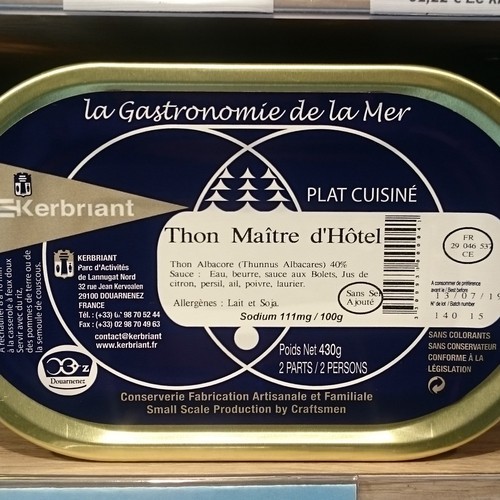 la Gastronomie de la Mer
PLAT CUISINÉ
Kerbriant
Thon Maître d'Hôtel
Thon Albacore (Thunnus Albacares) 40%
Sauce : Eau, beurre, sauce aux Bolets, Jus de
citron, persil, ail, poivre, laurier.
Allergènes : Lait et Soja
Sans Sel
Ajouté
Sodium 111mg / 100g
FR
29 046 537
CE
A consommer de préférence
avant le / Best before
13/07/19
N° de lot / Batch number
140 15
KERBRIANT
Parc d'Activités
de Lannugat Nord
32 rue Jean Kervoalen
29100 DOUARNENEZ
FRANCE
Tél. : (+33) 02 98 70 52 44
Fax : (+33) 02 98 70 49 63
contact@kerbriant.fr
www.kerbriant.fr
à la casserole à feux doux
Servir avec du riz,
des pommes de terre ou de
la semoule de couscous.
Douarnenez
Poids Net 430g
2 PARTS / 2 PERSONS
SANS COLORANTS
SANS CONSERVATEUR
CONFORME À LA
LÉGISLATION
Conserverie Fabrication Artisanale et Familiale
Small Scale Production by Craftsmen